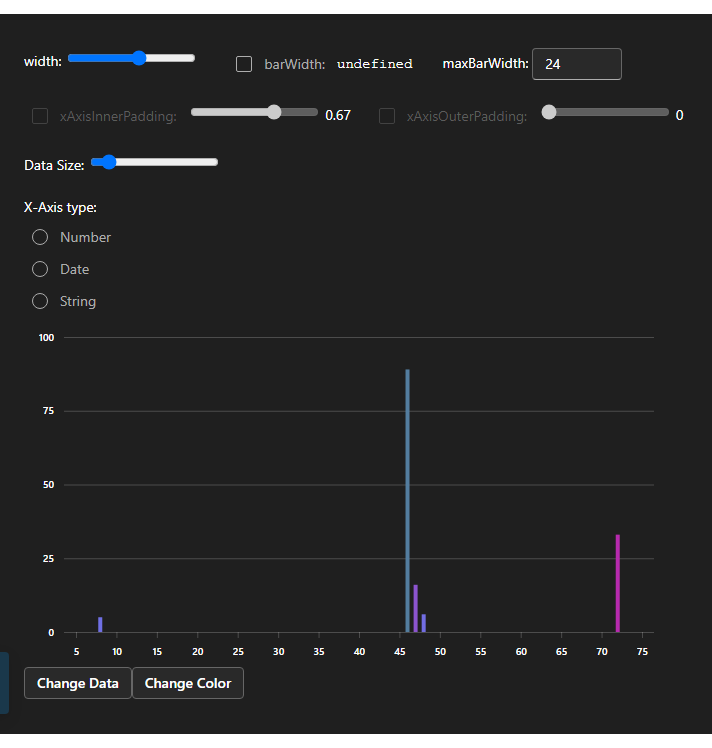 width: barWidth: undefined maxBarWidth: 24
xAxisInnerPadding: 0.67 xAxisOuterPadding: 0
Data Size:
X-Axis type:
Number
Date
String
100
75
50
25
0
5 10 15 20 25 30 35 40 45 50 55 60 65 70 75
Change Data Change Color